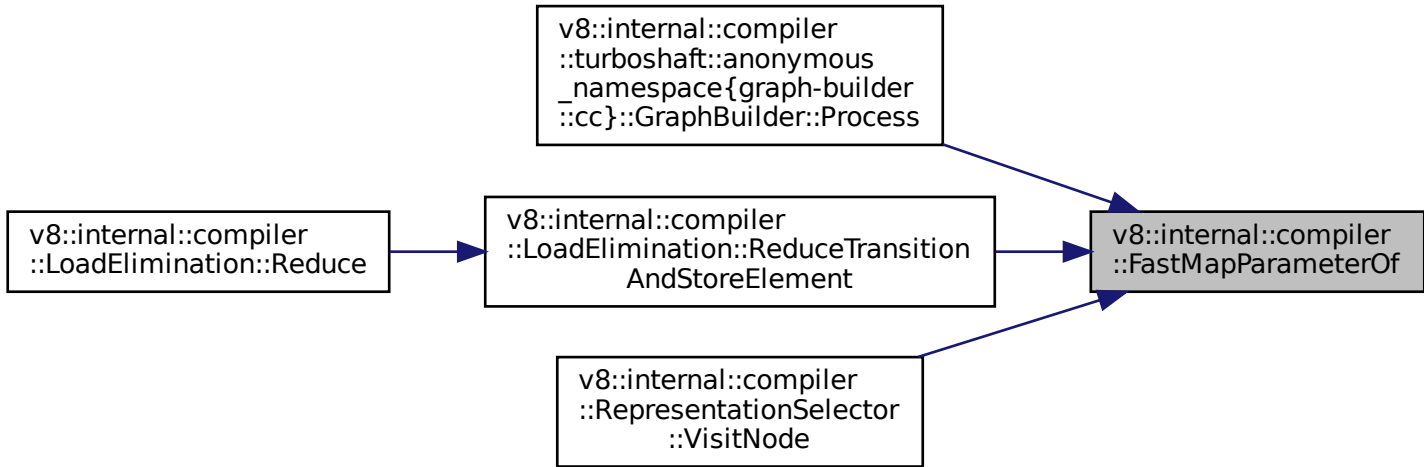 v8::internal::compiler
::turboshaft::anonymous
_namespace{graph-builder
::cc}::GraphBuilder::Process
v8::internal::compiler
::LoadElimination::Reduce
v8::internal::compiler
::LoadElimination::ReduceTransition
AndStoreElement
v8::internal::compiler
::FastMapParameterOf
v8::internal::compiler
::RepresentationSelector
::VisitNode